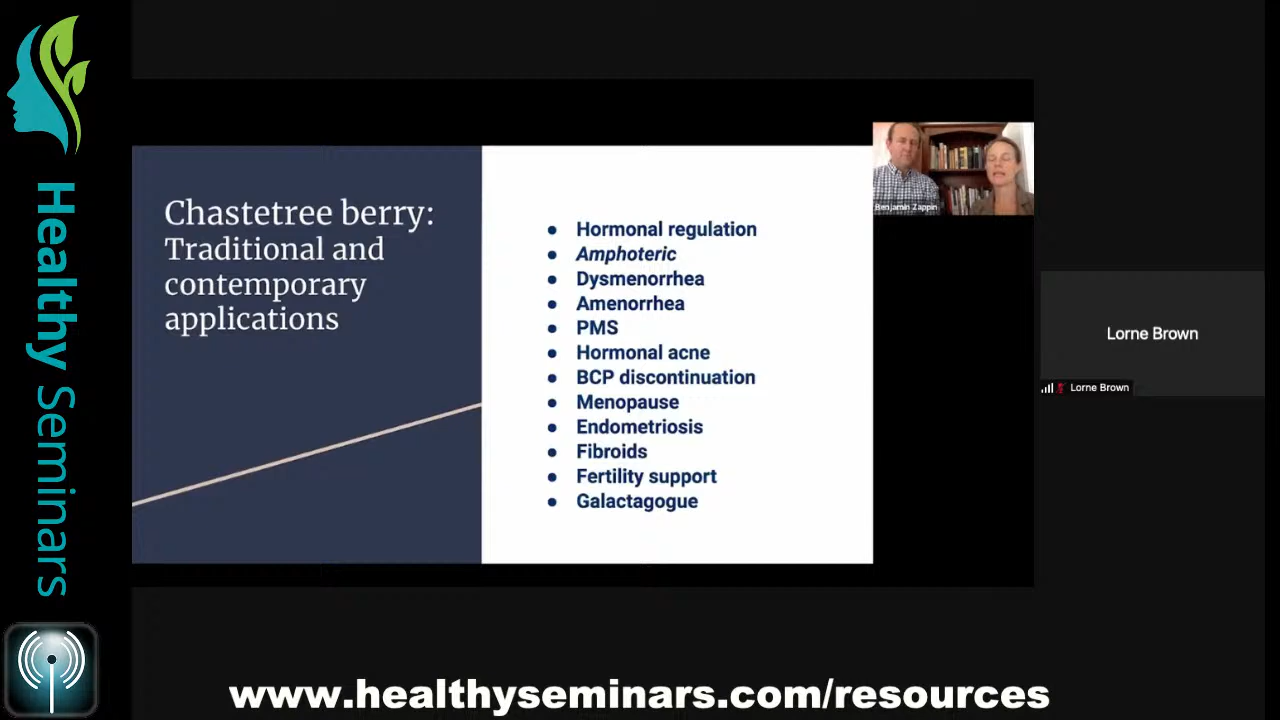 Healthy Seminars
Chastetree berry:
Traditional and
contemporary
applications
● Hormonal regulation
● Amphoteric
● Dysmenorrhea
● Amenorrhea
● PMS
● Hormonal acne
● BCP discontinuation
● Menopause
● Endometriosis
● Fibroids
● Fertility support
● Galactagogue
Benjamin Zappin
Lorne Brown
Lorne Brown
www.healthyseminars.com/resources